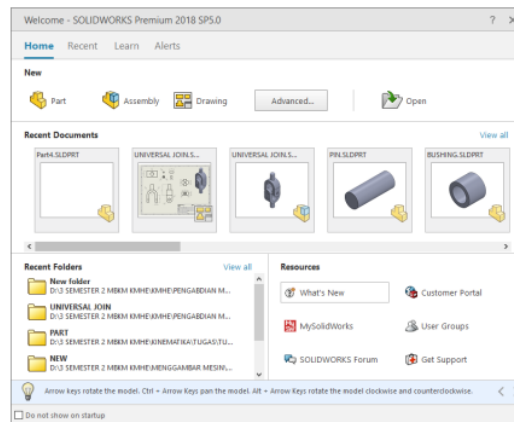 Welcome - SOLIDWORKS Premium 2018 SP5.0
Home Recent Learn Alerts
New
Part Assembly Drawing Advanced... Open
Recent Documents View all
Part4.SLDPRT UNIVERSAL JOIN.S... UNIVERSAL JOIN.S... PIN.SLDPRT BUSHING.SLDPRT
Recent Folders View all Resources
New folder
D:\3 SEMESTER 2 MBKM KMHE\KMHE\PENGABDIAN M...
UNIVERSAL JOIN
D:\3 SEMESTER 2 MBKM KMHE\KMHE\PENGABDIAN M...
PART
D:\3 SEMESTER 2 MBKM KMHE\KINEMATIKA\TUGAS\TU...
NEW
D:\3 SEMESTER 2 MBKM KMHE\MENGGAMBAR MESIN\...
What's New Customer Portal
MySolidWorks User Groups
SOLIDWORKS Forum Get Support
Arrow keys rotate the model. Ctrl + Arrow Keys pan the model. Alt + Arrow Keys rotate the model clockwise and counterclockwise.
Do not show on startup